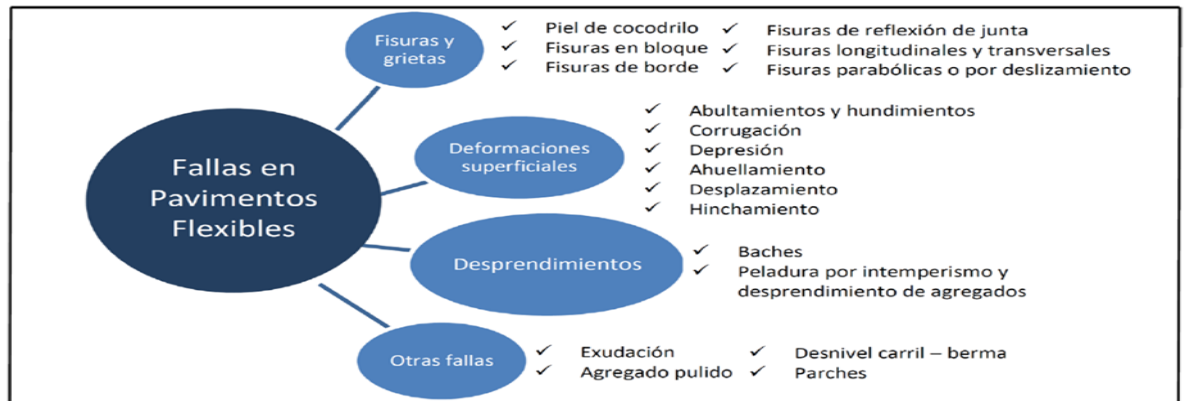 Fallas en
Pavimentos
Flexibles
Fisuras y
grietas
✓ Piel de cocodrilo
✓ Fisuras en bloque
✓ Fisuras de borde
✓ Fisuras de reflexión de junta
✓ Fisuras longitudinales y transversales
✓ Fisuras parabólicas o por deslizamiento
Deformaciones
superficiales
✓ Abultamientos y hundimientos
✓ Corrugación
✓ Depresión
✓ Ahuellamiento
✓ Desplazamiento
✓ Hinchamiento
Desprendimientos
✓ Baches
✓ Peladura por intemperismo y
desprendimiento de agregados
Otras fallas
✓ Exudación
✓ Agregado pulido
✓ Desnivel carril – berma
✓ Parches